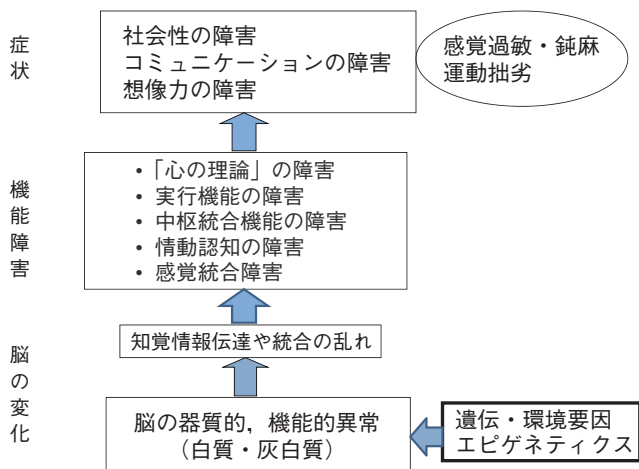 症状
社会性の障害
コミュニケーションの障害
想像力の障害
感覚過敏・鈍麻
運動拙劣
機能障害
・「心の理論」の障害
・実行機能の障害
・中枢統合機能の障害
・情動認知の障害
・感覚統合障害
脳の変化
知覚情報伝達や統合の乱れ
脳の器質的，機能的異常
（白質・灰白質）
遺伝・環境要因
エピゲネティクス